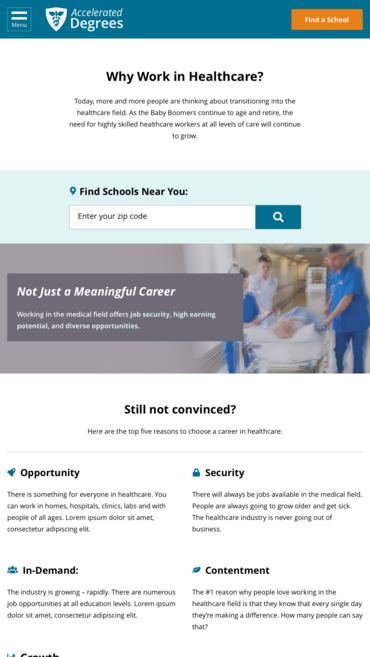 Menu
Accelerated
Degrees
Find a School
Why Work in Healthcare?
Today, more and more people are thinking about transitioning into the
healthcare field. As the Baby Boomers continue to age and retire, the
need for highly skilled healthcare workers at all levels of care will continue
to grow.
Find Schools Near You:
Enter your zip code
Not Just a Meaningful Career
Working in the medical field offers job security, high earning
potential, and diverse opportunities.
Still not convinced?
Here are the top five reasons to choose a career in healthcare:
Opportunity
There is something for everyone in healthcare. You
can work in homes, hospitals, clinics, labs and with
people of all ages. Lorem ipsum dolor sit amet,
consectetur adipiscing elit.
Security
There will always be jobs available in the medical field.
People are always going to grow older and get sick.
The healthcare industry is never going out of
business.
In-Demand:
The industry is growing – rapidly. There are numerous
job opportunities at all education levels. Lorem ipsum
dolor sit amet, consectetur adipiscing elit.
Contentment
The #1 reason why people love working in the
healthcare field is that they know that every single day
they're making a difference. How many people can say
that?
Growth